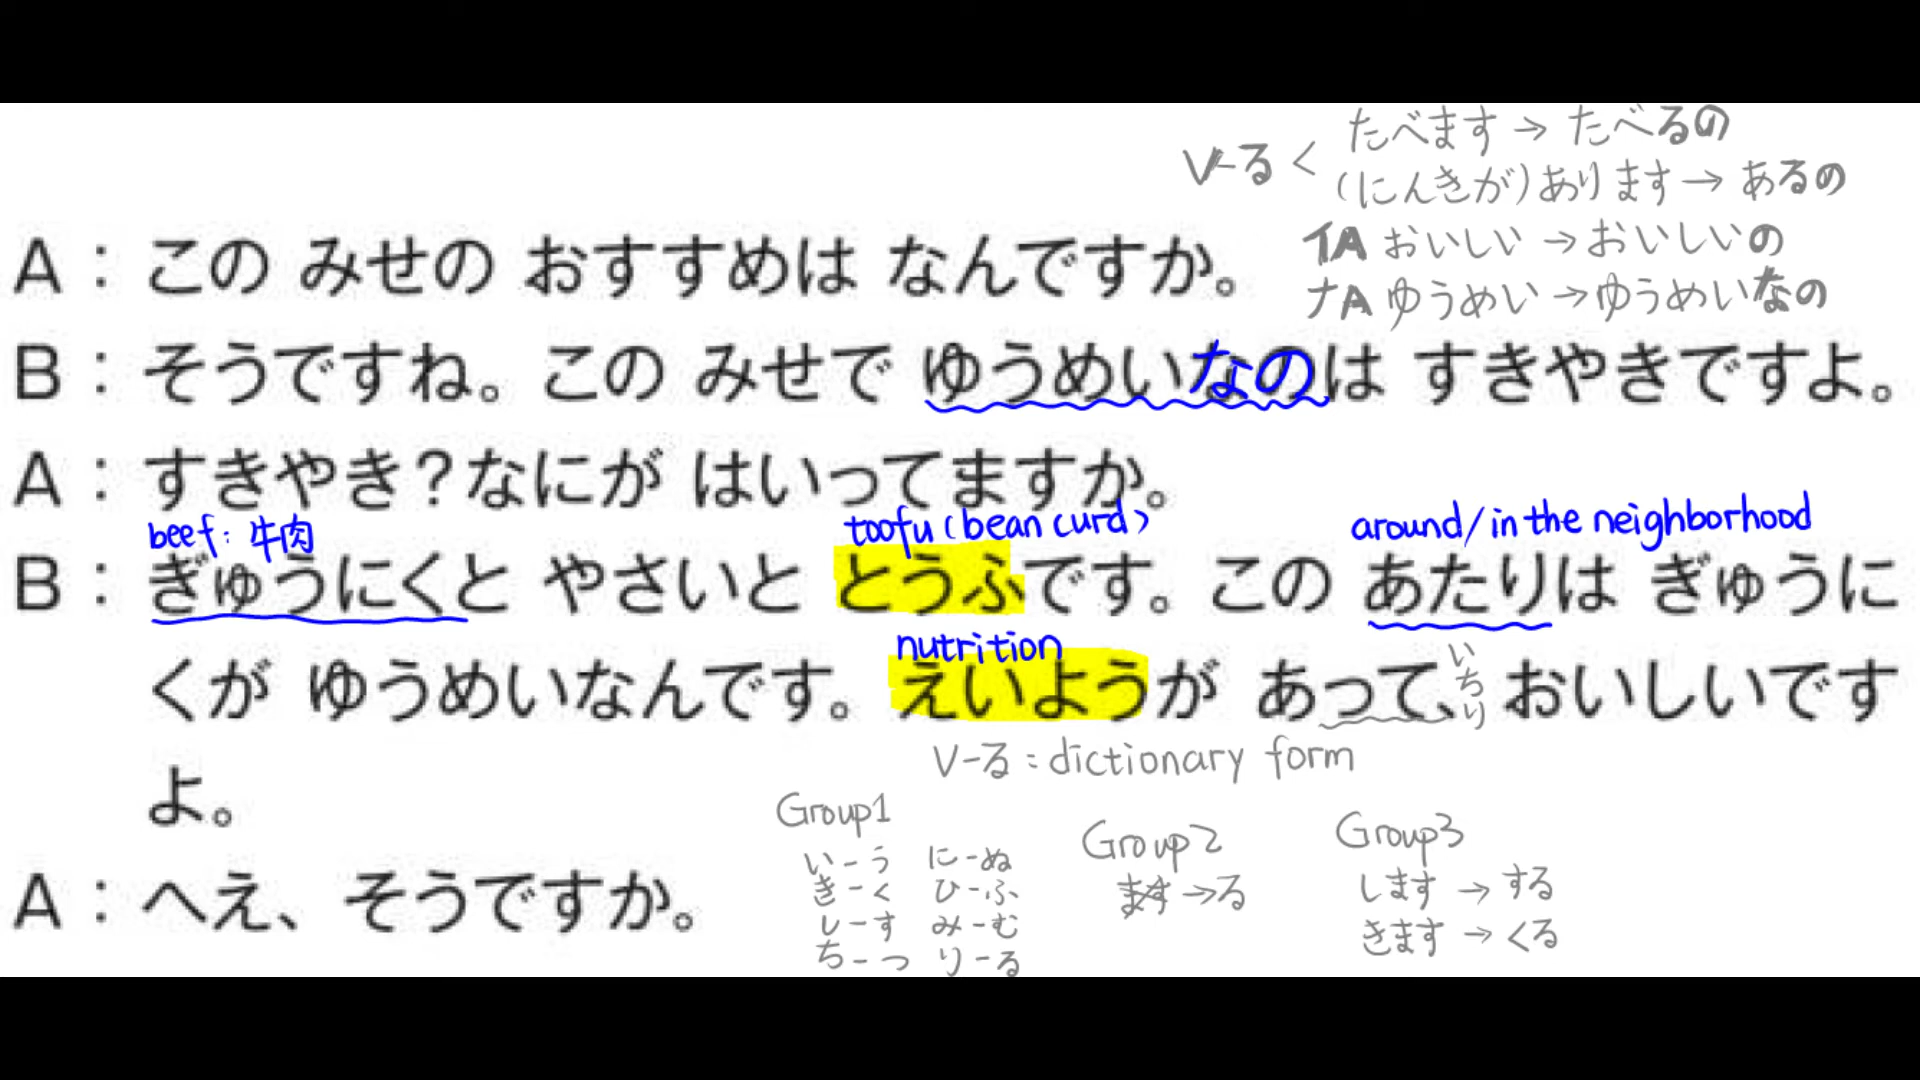 V-る < たべます → たべるの
(にんきが)あります → あるの
イA おいしい → おいしいの
ナA ゆうめい → ゆうめいなの
A : この みせの おすすめは なんですか。
B : そうですね。この みせで ゆうめいなのは すきやきですよ。
A : すきやき?なにが はいってますか。
beef: 牛肉
toofu (bean curd)
around/in the neighborhood
B : ぎゅうにくと やさいと とうふです。この あたりは ぎゅうに
nutrition
くが ゆうめいなんです。えいようが あって、おいしいです
いちり
よ。
V-る : dictionary form
A : へえ、そうですか。
Group1
い-う に-ぬ
き-く ひ-ふ
し-す み-む
ち-つ り-る
Group2
ます → る
Group3
します → する
きます → くる